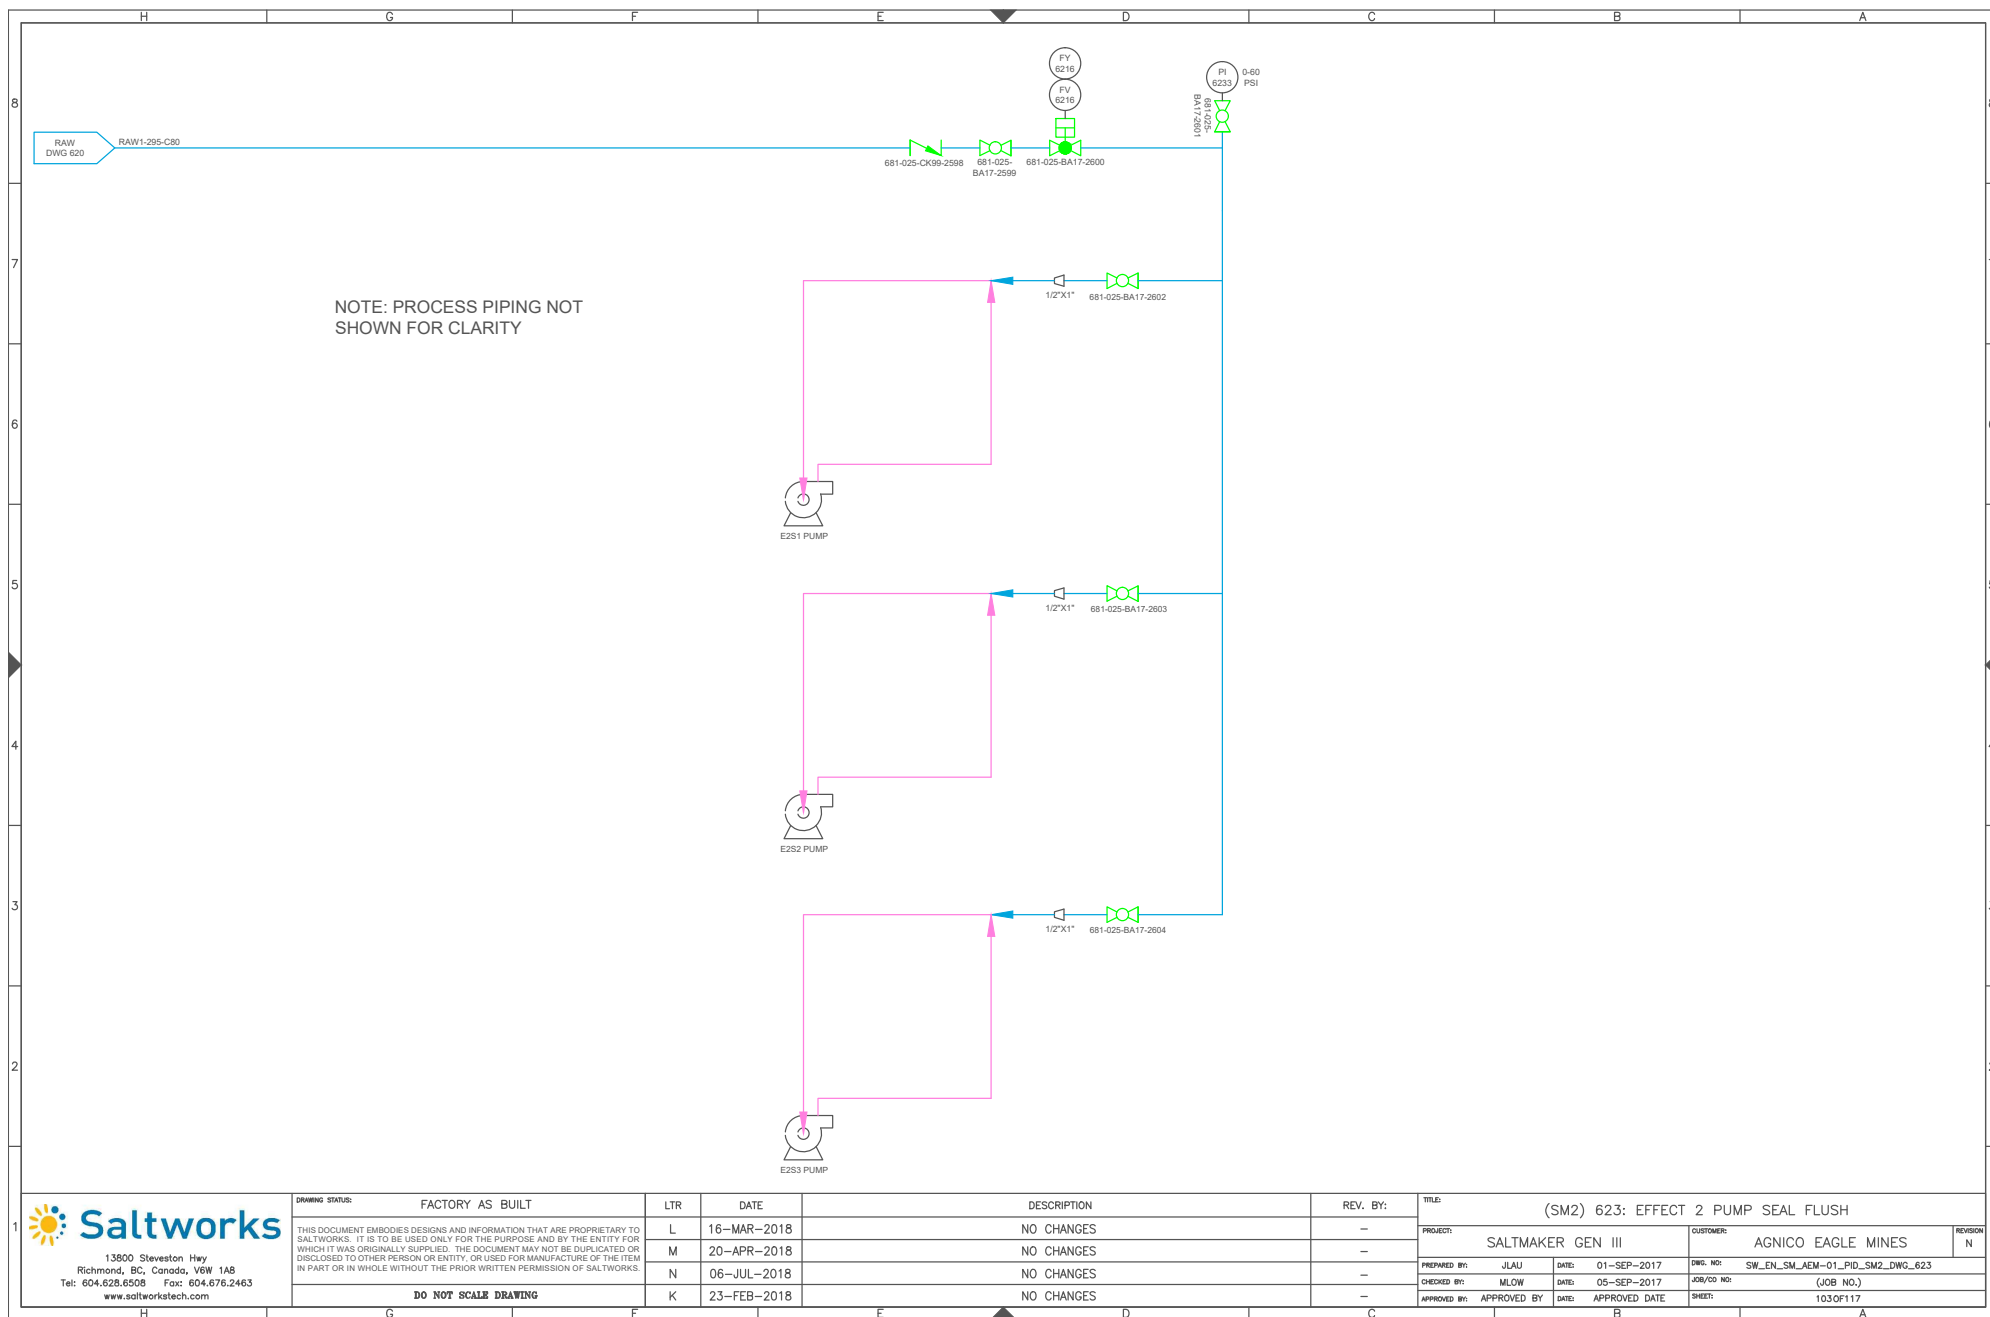 H G F E D C B A
8
7
6
5
4
3
2
1
FY
6216
FV
6216
PI
6233
0-60
PSI
681-025-
BA17-2601
RAW
DWG 620
RAW1-295-C80
681-025-CK99-2598
681-025-
BA17-2599
681-025-BA17-2600
NOTE: PROCESS PIPING NOT
SHOWN FOR CLARITY
1/2"X1"
681-025-BA17-2602
E2S1 PUMP
1/2"X1"
681-025-BA17-2603
E2S2 PUMP
1/2"X1"
681-025-BA17-2604
E2S3 PUMP
Saltworks
13800 Steveston Hwy
Richmond, BC, Canada, V6W 1A8
Tel: 604.628.6508 Fax: 604.676.2463
www.saltworkstech.com
DRAWING STATUS: FACTORY AS BUILT
THIS DOCUMENT EMBODIES DESIGNS AND INFORMATION THAT ARE PROPRIETARY TO
SALTWORKS. IT IS TO BE USED ONLY FOR THE PURPOSE AND BY THE ENTITY FOR
WHICH IT WAS ORIGINALLY SUPPLIED. THE DOCUMENT MAY NOT BE DUPLICATED OR
DISCLOSED TO OTHER PERSON OR ENTITY, OR USED FOR MANUFACTURE OF THE ITEM
IN PART OR IN WHOLE WITHOUT THE PRIOR WRITTEN PERMISSION OF SALTWORKS.
DO NOT SCALE DRAWING
LTR DATE DESCRIPTION REV. BY:
L 16-MAR-2018 NO CHANGES -
M 20-APR-2018 NO CHANGES -
N 06-JUL-2018 NO CHANGES -
K 23-FEB-2018 NO CHANGES -
TITLE:
(SM2) 623: EFFECT 2 PUMP SEAL FLUSH
PROJECT: SALTMAKER GEN III
CUSTOMER: AGNICO EAGLE MINES
REVISION
N
PREPARED BY: JLAU DATE: 01-SEP-2017 DWG. NO: SW_EN_SM_AEM-01_PID_SM2_DWG_623
CHECKED BY: MLOW DATE: 05-SEP-2017 JOB/CO NO: (JOB NO.)
APPROVED BY: APPROVED BY DATE: APPROVED DATE SHEET: 103OF117
H G F E D C B A